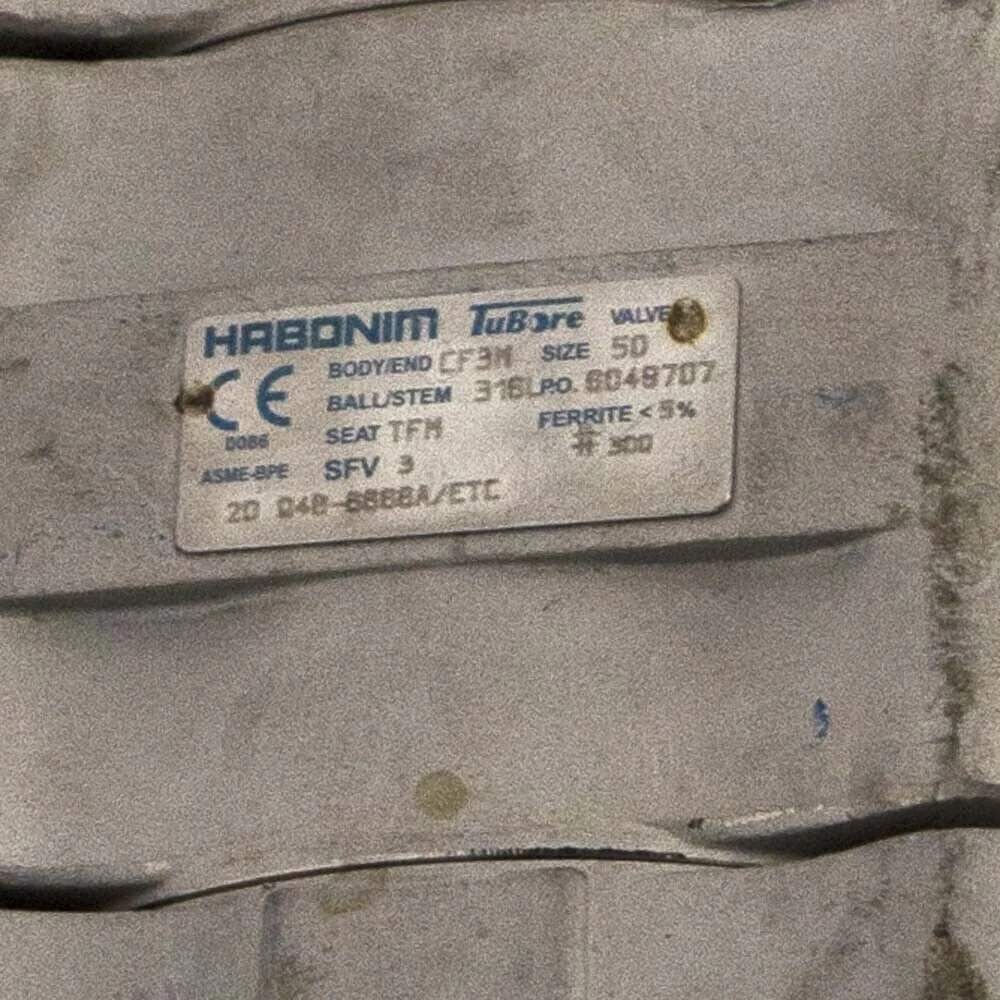 HABONIM TuBore VALVE
BODY/END CF3M SIZE 50
BALL/STEM 316L P.O. 6049707
SEAT TFM FERRITE < 5%
CE 0086
ASME-BPE SFV 3 # 300